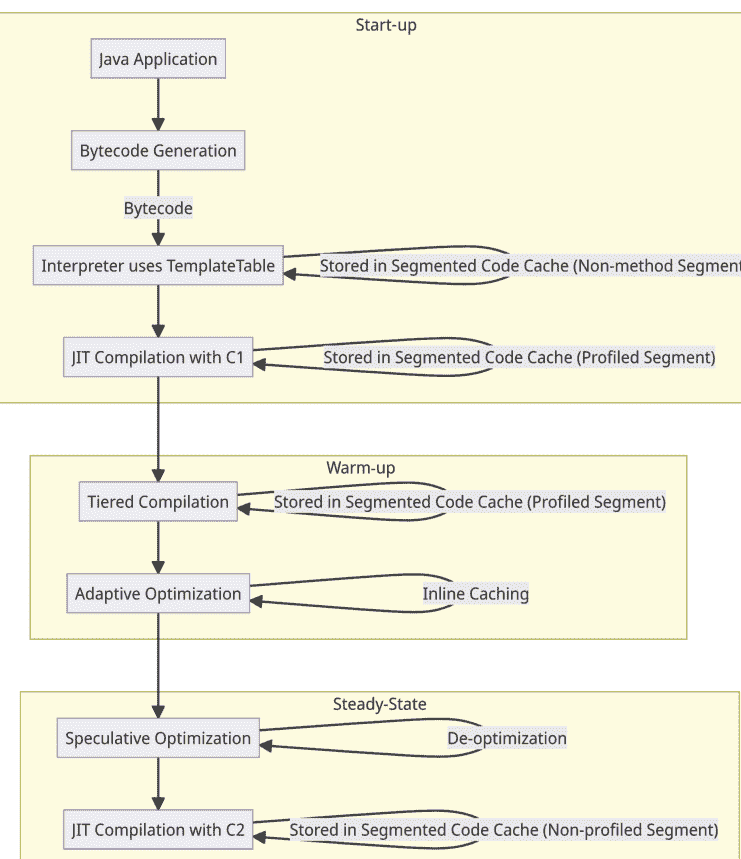 Start-up
Java Application
Bytecode Generation
Bytecode
Interpreter uses TemplateTable
Stored in Segmented Code Cache (Non-method Segment
JIT Compilation with C1
Stored in Segmented Code Cache (Profiled Segment)
Warm-up
Tiered Compilation
Stored in Segmented Code Cache (Profiled Segment)
Adaptive Optimization
Inline Caching
Steady-State
Speculative Optimization
De-optimization
JIT Compilation with C2
Stored in Segmented Code Cache (Non-profiled Segment)